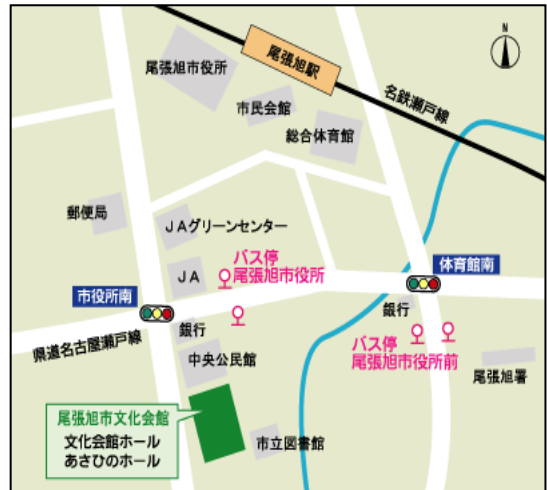 N
尾張旭駅
尾張旭市役所
名鉄瀬戸線
市民会館
総合体育館
郵便局
JAグリーンセンター
バス停
尾張旭市役所
体育館南
JA
市役所南
銀行
銀行
県道名古屋瀬戸線
中央公民館
バス停
尾張旭市役所前
尾張旭署
尾張旭市文化会館
文化会館ホール
あさひのホール
市立図書館